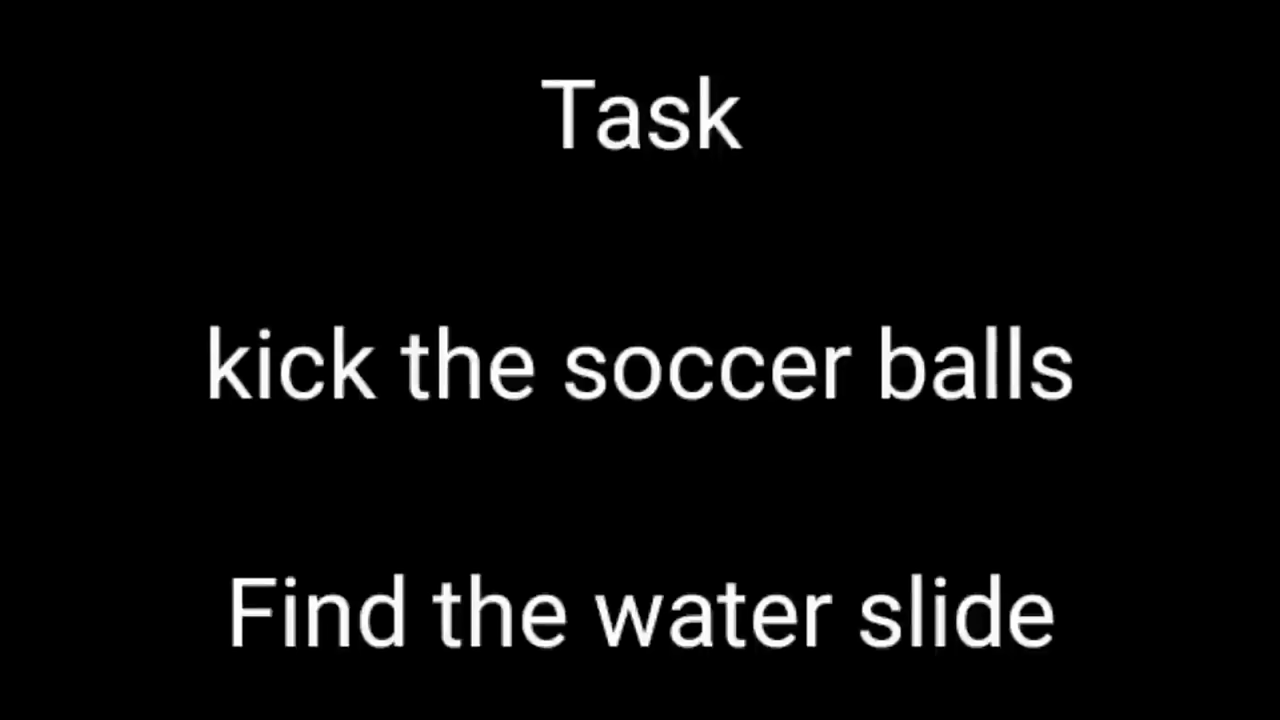 Task
kick the soccer balls
Find the water slide